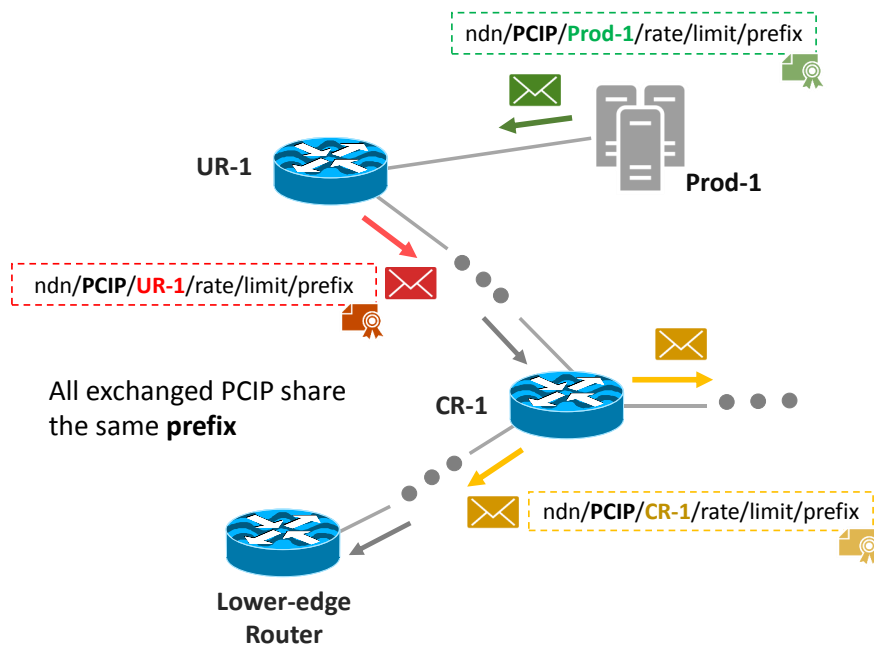 ndn/PCIP/Prod-1/rate/limit/prefix
UR-1
Prod-1
ndn/PCIP/UR-1/rate/limit/prefix
All exchanged PCIP share
the same prefix
CR-1
ndn/PCIP/CR-1/rate/limit/prefix
Lower-edge
Router